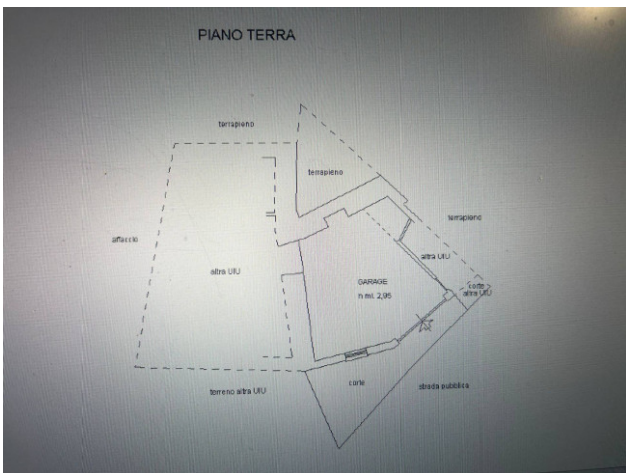 PIANO TERRA
terrapieno
terrapieno
terrapieno
affaccio
altra UIU
altra UIU
GARAGE
h ml. 2,95
corte
altra UIU
corte
strada pubblica
terreno altra UIU